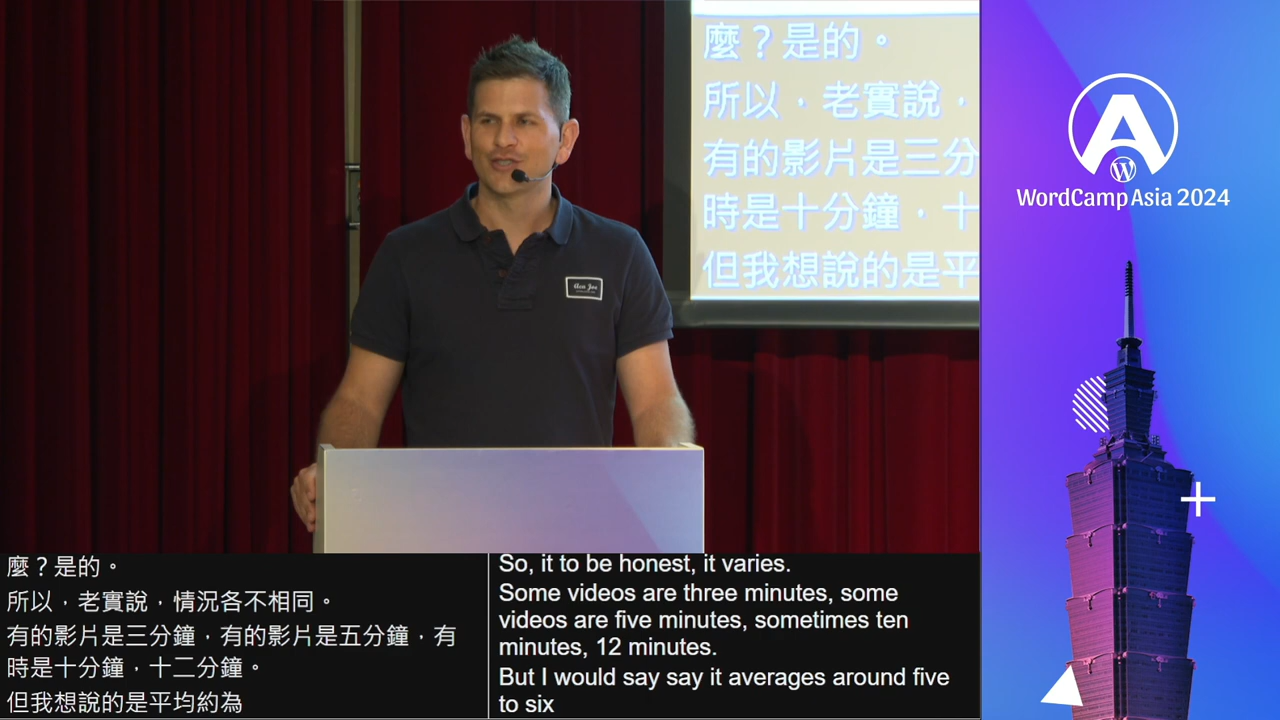 麼？是的。
所以，老實說，
有的影片是三分
時是十分鐘，十
但我想說的是平
WordCamp Asia 2024
麼？是的。
所以，老實說，情況各不相同。
有的影片是三分鐘，有的影片是五分鐘，有
時是十分鐘，十二分鐘。
但我想說的是平均約為
So, it to be honest, it varies.
Some videos are three minutes, some
videos are five minutes, sometimes ten
minutes, 12 minutes.
But I would say say it averages around five
to six